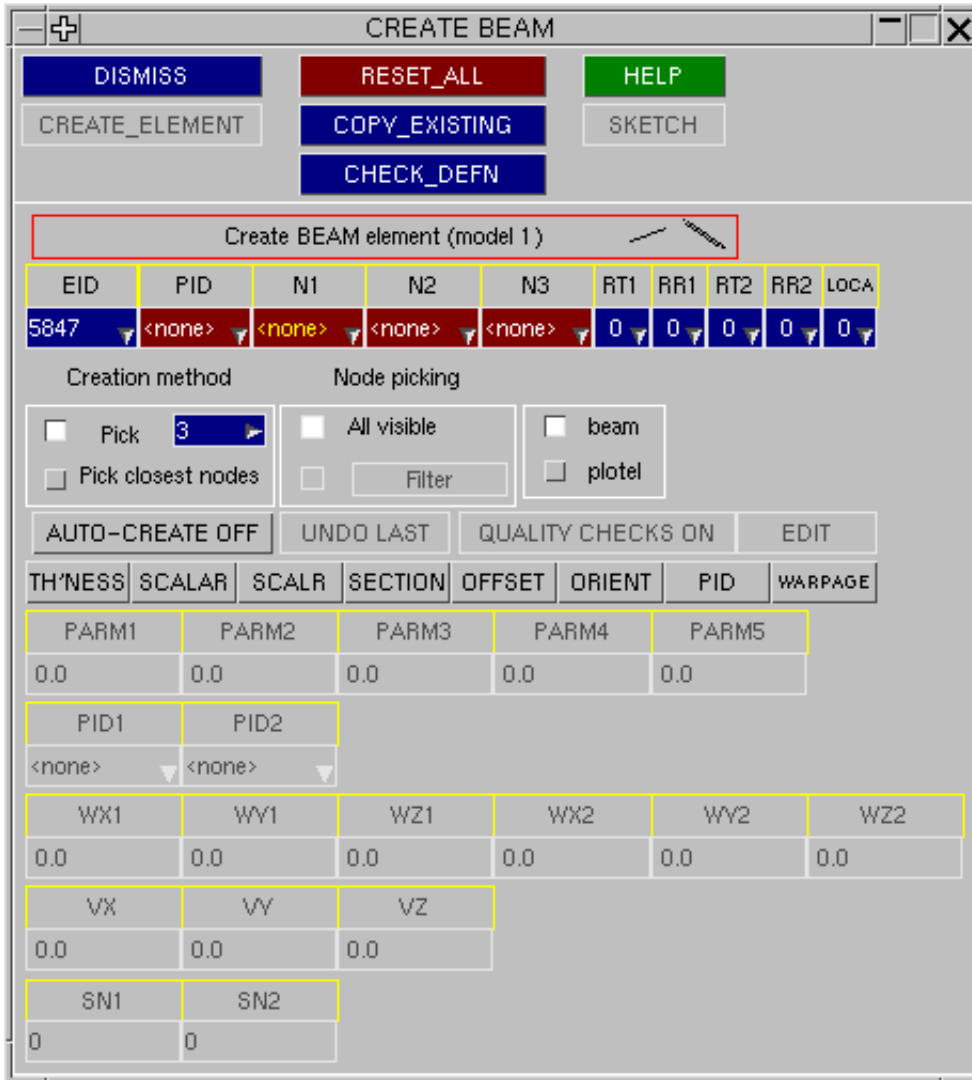 CREATE BEAM
DISMISS RESET_ALL HELP
CREATE_ELEMENT COPY_EXISTING SKETCH
CHECK_DEFN
Create BEAM element (model 1)
EID PID N1 N2 N3 RT1 RR1 RT2 RR2 LOCA
5847 <none> <none> <none> <none> 0 0 0 0 0
Creation method Node picking
Pick 3 All visible beam
Pick closest nodes Filter plotel
AUTO-CREATE OFF UNDO LAST QUALITY CHECKS ON EDIT
TH'NESS SCALAR SCALR SECTION OFFSET ORIENT PID WARPAGE
PARM1 PARM2 PARM3 PARM4 PARM5
0.0 0.0 0.0 0.0 0.0
PID1 PID2
<none> <none>
WX1 WY1 WZ1 WX2 WY2 WZ2
0.0 0.0 0.0 0.0 0.0 0.0
VX VY VZ
0.0 0.0 0.0
SN1 SN2
0 0